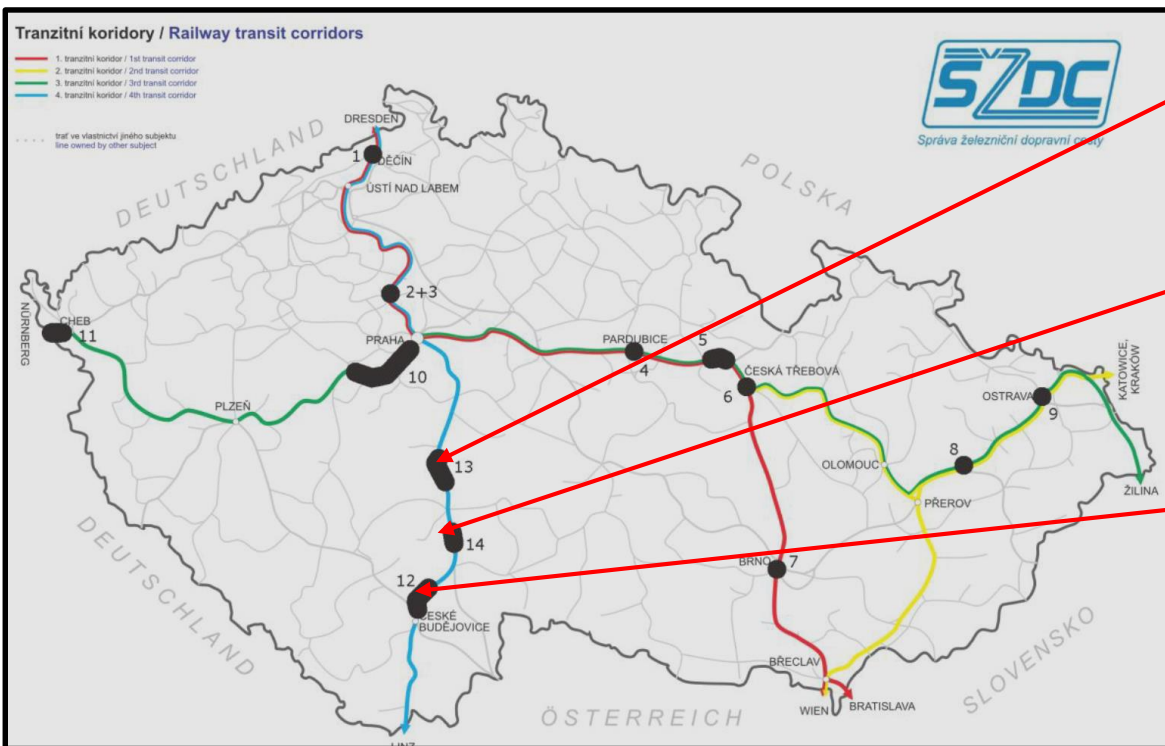 Tranzitní koridory / Railway transit corridors
1. tranzitní koridor / 1st transit corridor
2. tranzitní koridor / 2nd transit corridor
3. tranzitní koridor / 3rd transit corridor
4. tranzitní koridor / 4th transit corridor
.... trať ve vlastnictví jiného subjektu
line owned by other subject
SŽDC
Správa železniční dopravní cesty
DRESDEN
1
DĚČÍN
ÚSTÍ NAD LABEM
DEUTSCHLAND
POLSKA
2+3
NÜRNBERG
CHEB
11
PRAHA
10
PARDUBICE
4
5
ČESKÁ TŘEBOVÁ
6
KATOWICE,
KRAKÓW
OSTRAVA
9
PLZEŇ
13
OLOMOUC
8
PŘEROV
ŽILINA
14
DEUTSCHLAND
12
ČESKÉ
BUDĚJOVICE
BRNO
7
SLOVENSKO
BŘECLAV
WIEN
BRATISLAVA
ÖSTERREICH
LINZ